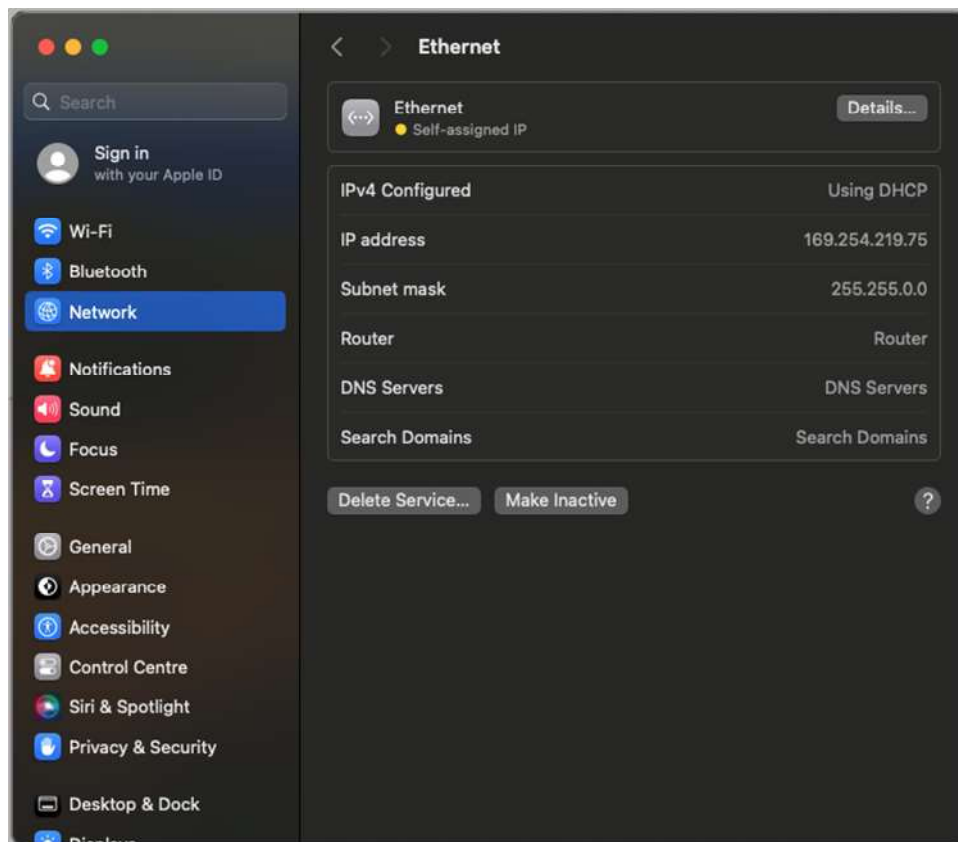 Search
Sign in
with your Apple ID
Wi-Fi
Bluetooth
Network
Notifications
Sound
Focus
Screen Time
General
Appearance
Accessibility
Control Centre
Siri & Spotlight
Privacy & Security
Desktop & Dock
Displays
Ethernet
Ethernet
Self-assigned IP
Details...
IPv4 Configured Using DHCP
IP address 169.254.219.75
Subnet mask 255.255.0.0
Router Router
DNS Servers DNS Servers
Search Domains Search Domains
Delete Service... Make Inactive ?